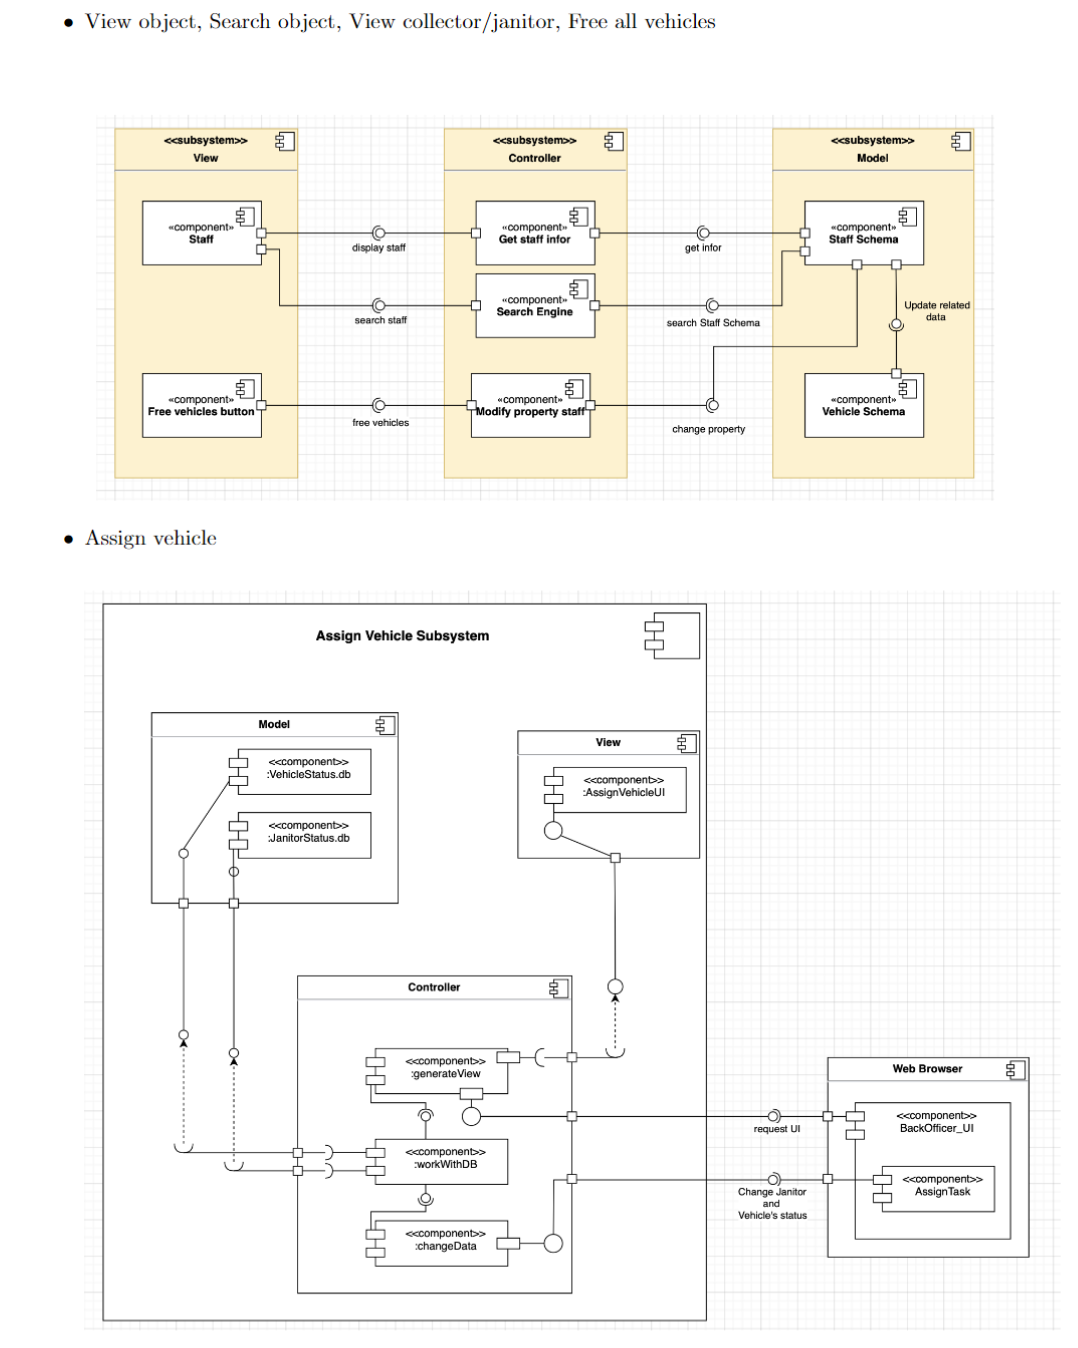 • View object, Search object, View collector/janitor, Free all vehicles
<<subsystem>>
View
<<subsystem>>
Controller
<<subsystem>>
Model
«component»
Staff
display staff
«component»
Get staff infor
get infor
«component»
Staff Schema
search staff
«component»
Search Engine
search Staff Schema
Update related
data
«component»
Free vehicles button
free vehicles
«component»
Modify property staff
change property
«component»
Vehicle Schema
• Assign vehicle
Assign Vehicle Subsystem
Model
<<component>>
:VehicleStatus.db
<<component>>
:JanitorStatus.db
View
<<component>>
:AssignVehicleUI
Controller
<<component>>
:generateView
<<component>>
:workWithDB
<<component>>
:changeData
request UI
Change Janitor
and
Vehicle's status
Web Browser
<<component>>
BackOfficer_UI
<<component>>
AssignTask